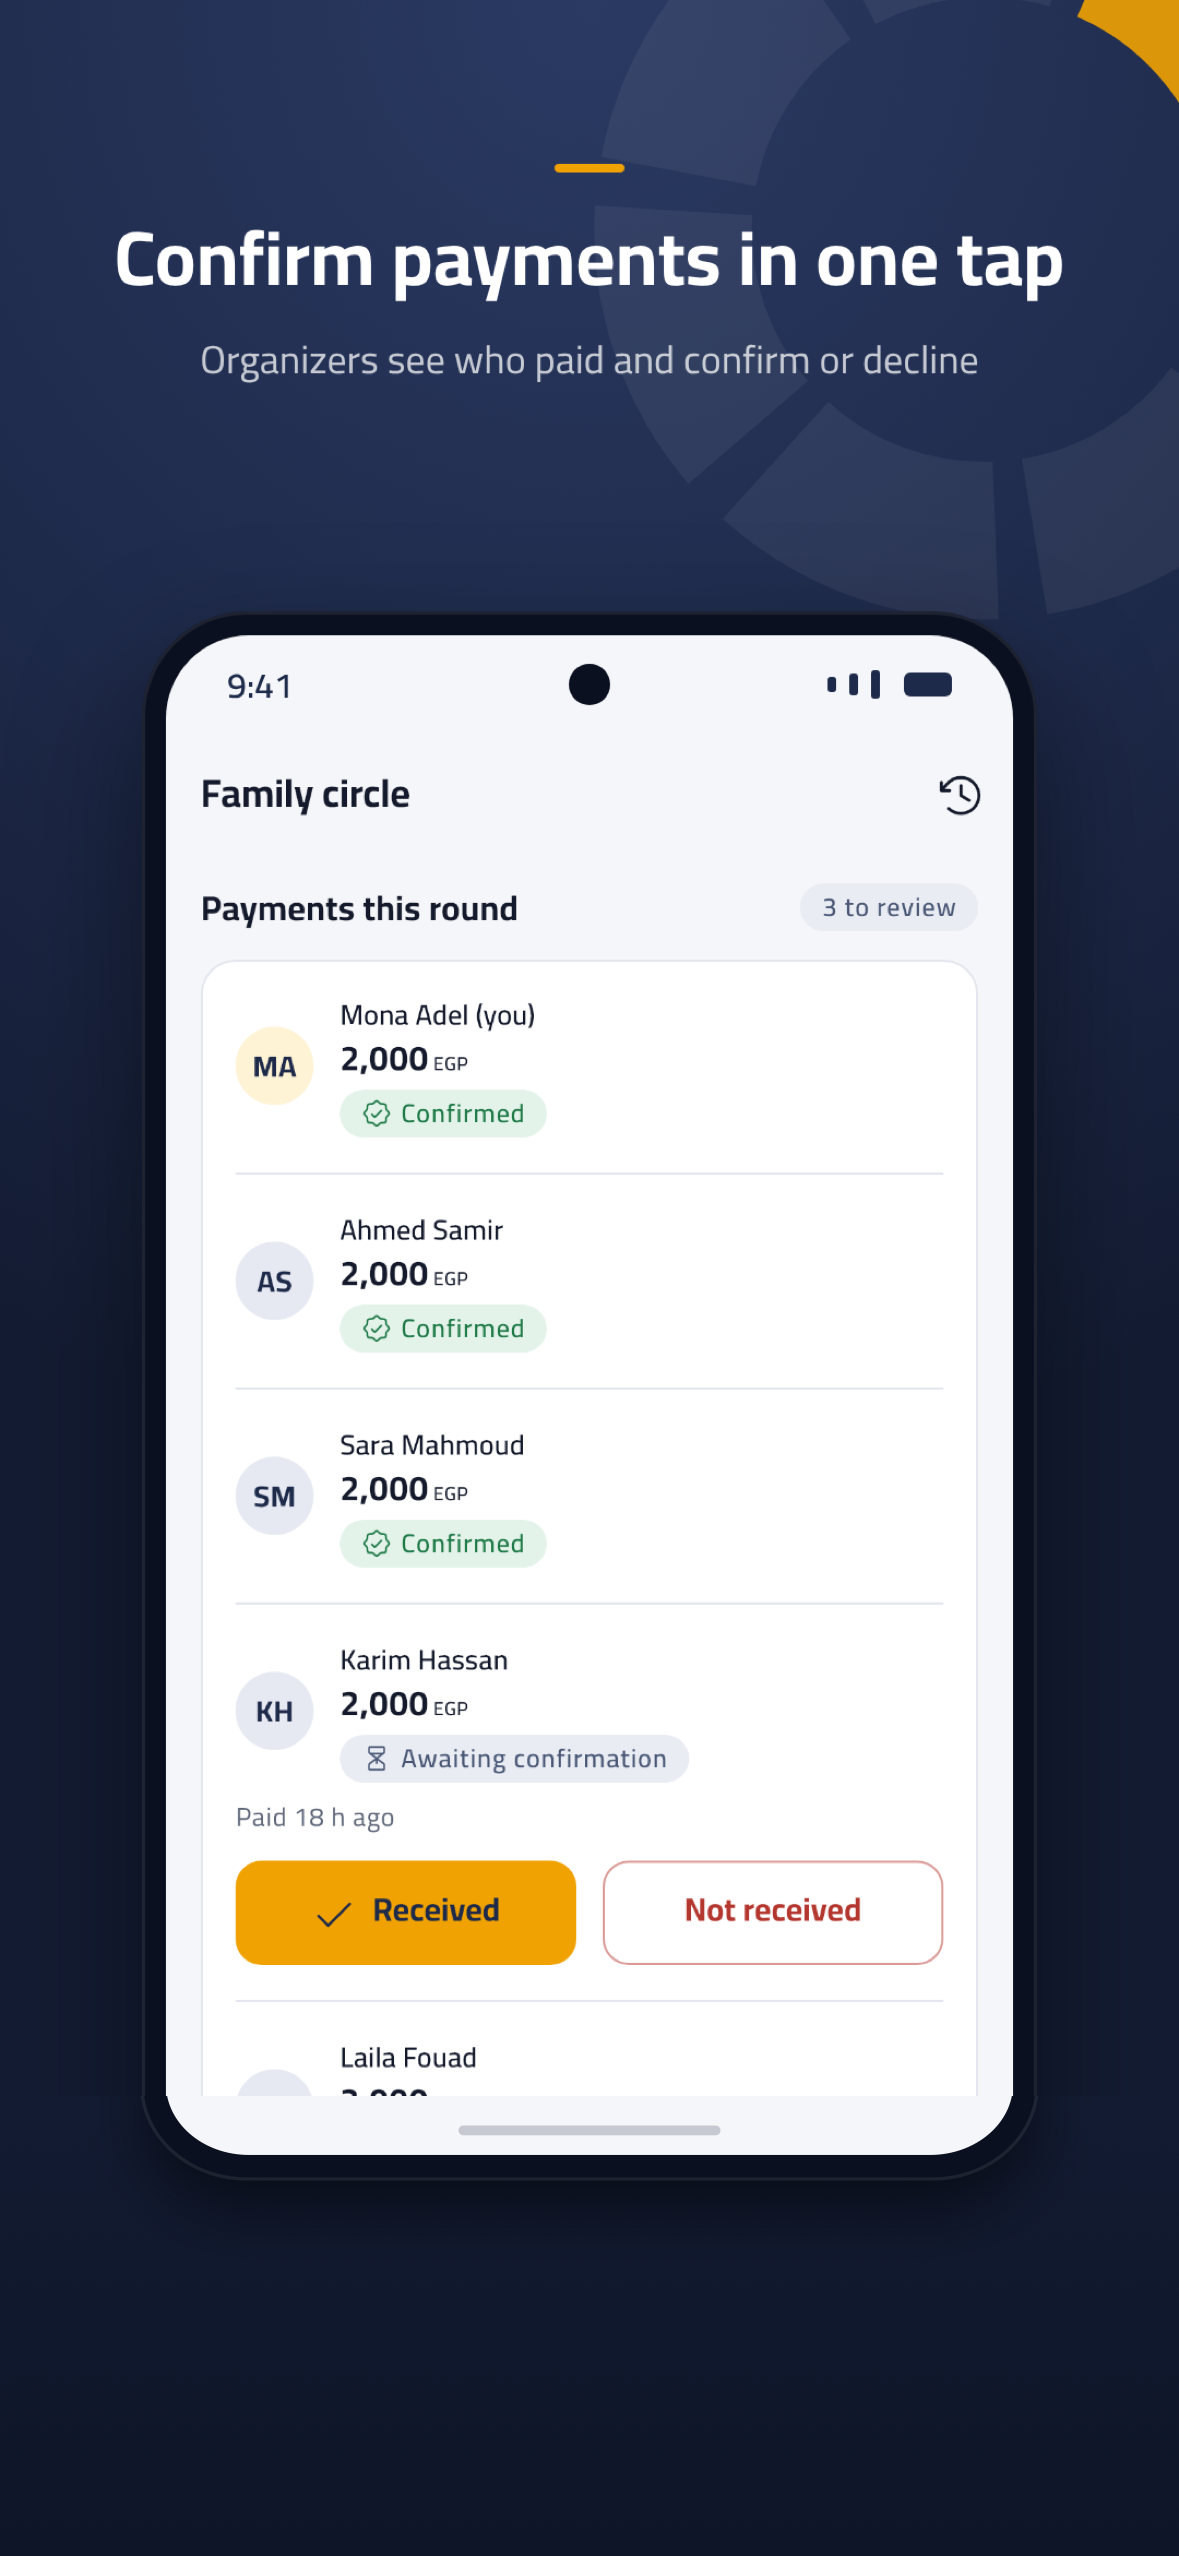 Confirm payments in one tap
Organizers see who paid and confirm or decline
9:41
Family circle
Payments this round
3 to review
MA
Mona Adel (you)
2,000 EGP
Confirmed
AS
Ahmed Samir
2,000 EGP
Confirmed
SM
Sara Mahmoud
2,000 EGP
Confirmed
KH
Karim Hassan
2,000 EGP
Awaiting confirmation
Paid 18 h ago
Received
Not received
Laila Fouad